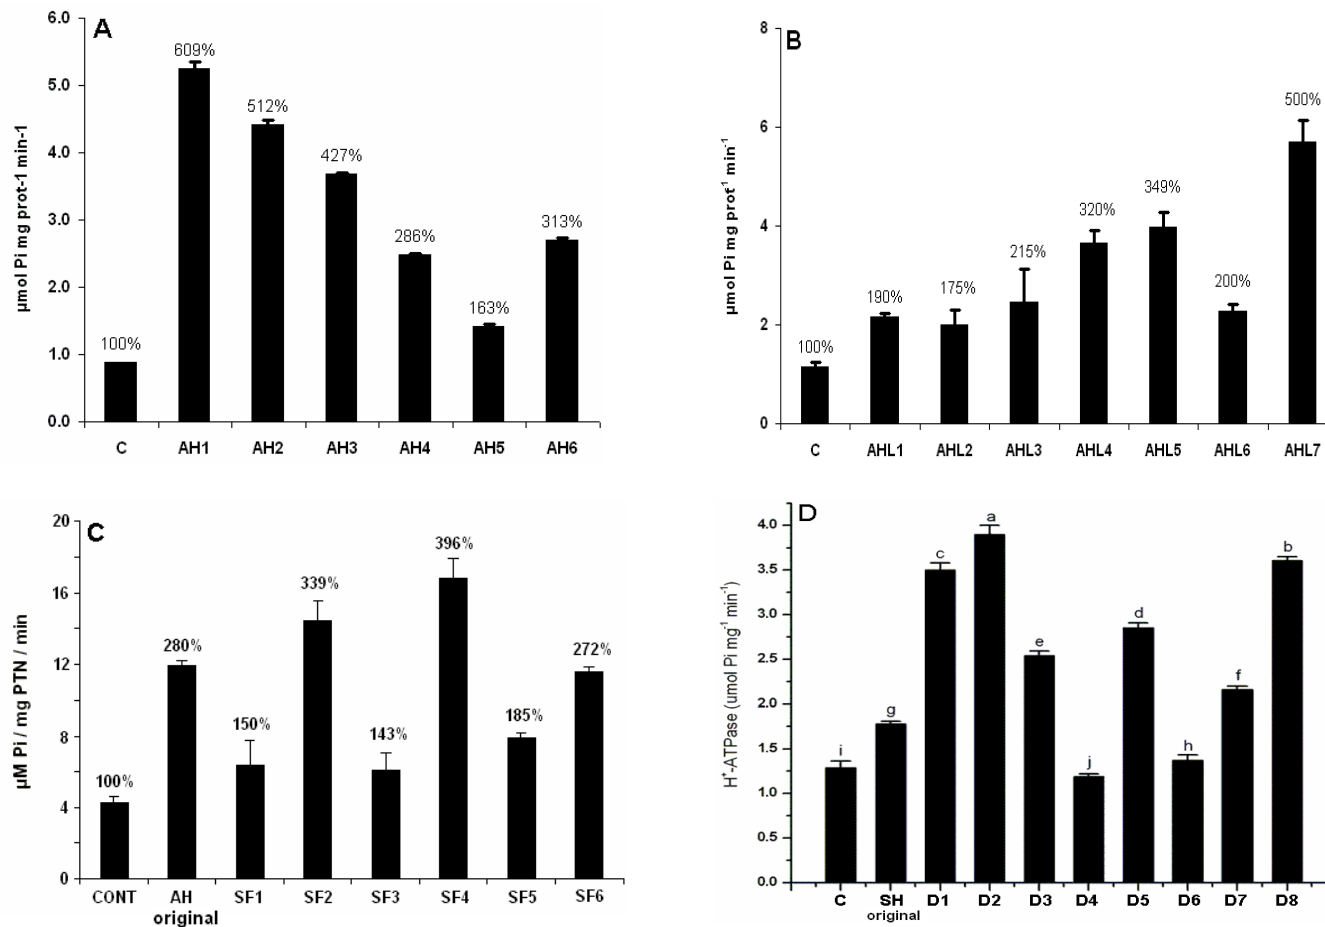 A
µmol Pi mg prot-1 min-1
6.0
5.0
4.0
3.0
2.0
1.0
0.0
100%
609%
512%
427%
286%
163%
313%
C AH1 AH2 AH3 AH4 AH5 AH6
B
µmol Pi mg prot-1 min-1
8
6
4
2
0
100%
190%
175%
215%
320%
349%
200%
500%
C AHL1 AHL2 AHL3 AHL4 AHL5 AHL6 AHL7
C
µM Pi / mg PTN / min
20
16
12
8
4
0
100%
280%
150%
339%
143%
396%
185%
272%
CONT AH SF1 SF2 SF3 SF4 SF5 SF6
original
D
H+-ATPase (umol Pi mg-1 min-1)
4.0
3.5
3.0
2.5
2.0
1.5
1.0
0.5
0.0
i
g
c
a
e
j
d
h
f
b
C SH D1 D2 D3 D4 D5 D6 D7 D8
original